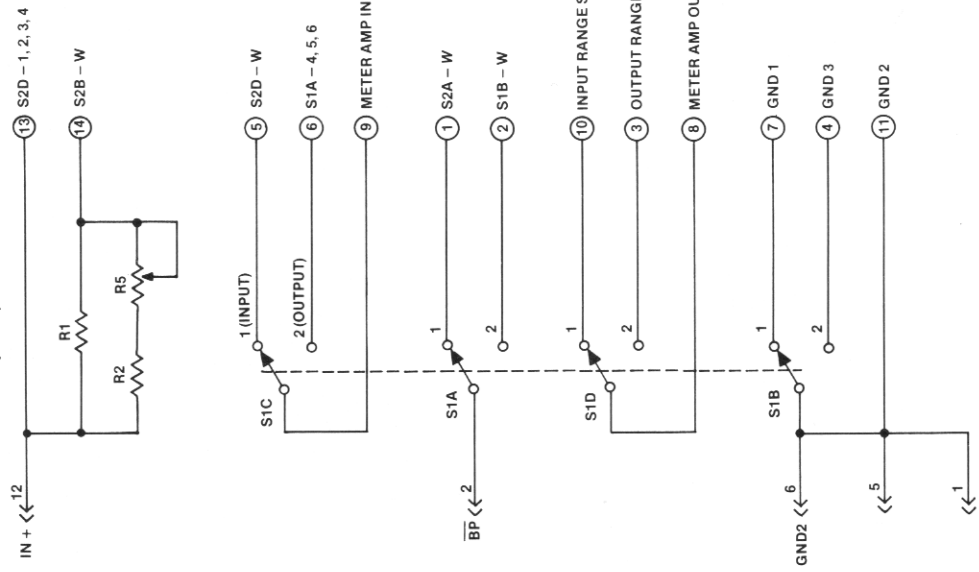 IN + 12
R1
R2
R5
13 S2D – 1, 2, 3, 4
14 S2B – W
S1C
1 (INPUT)
2 (OUTPUT)
5 S2D – W
6 S1A – 4, 5, 6
9 METER AMP IN
BP 2
S1A
1
2
1 S2A – W
2 S1B – W
S1D
1
2
10 INPUT RANGE S
3 OUTPUT RANG
8 METER AMP OU
GND2 6
5
1
S1B
1
2
7 GND 1
4 GND 3
11 GND 2